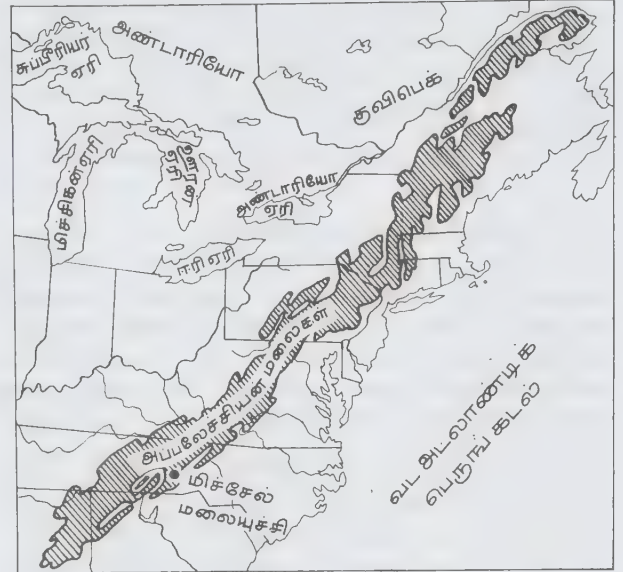 அண்டாரியோ
சுப்பீரியர்
ஏரி
குவிபெக்
மிச்சிகன்ஏரி
ஹூரன்
ஏரி
அண்டாரியோ
ஏரி
ஈரி ஏரி
அப்பலேச்சியன் மலைகள்
வட அட்லாண்டிக்
பெருங்கடல்
மிச்சேல்
மலையுச்சி